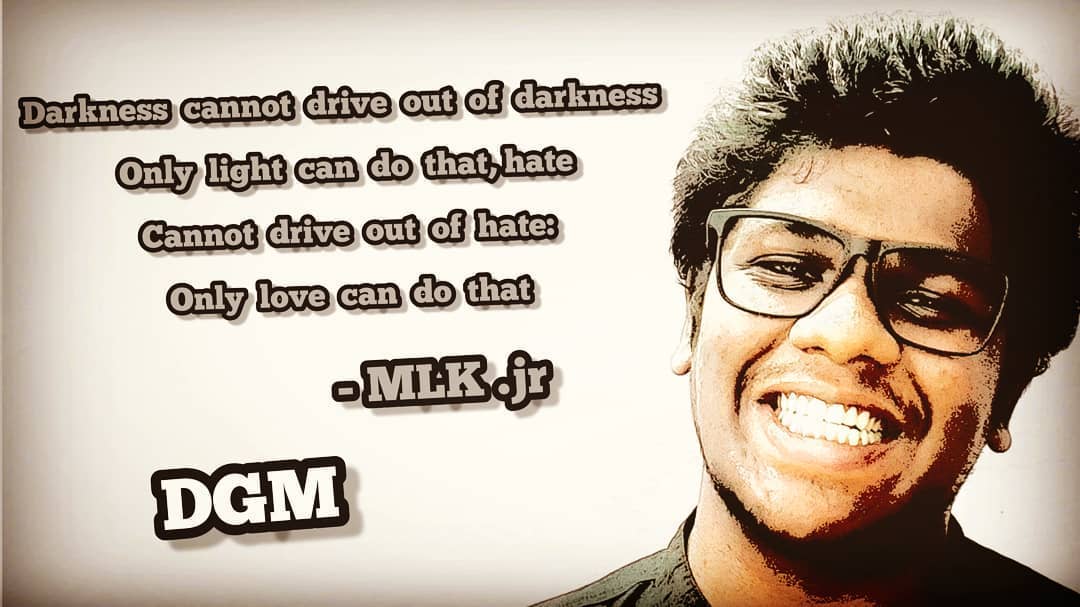 Darkness cannot drive out of darkness
Only light can do that, hate
Cannot drive out of hate:
Only love can do that
- MLK .jr
DGM